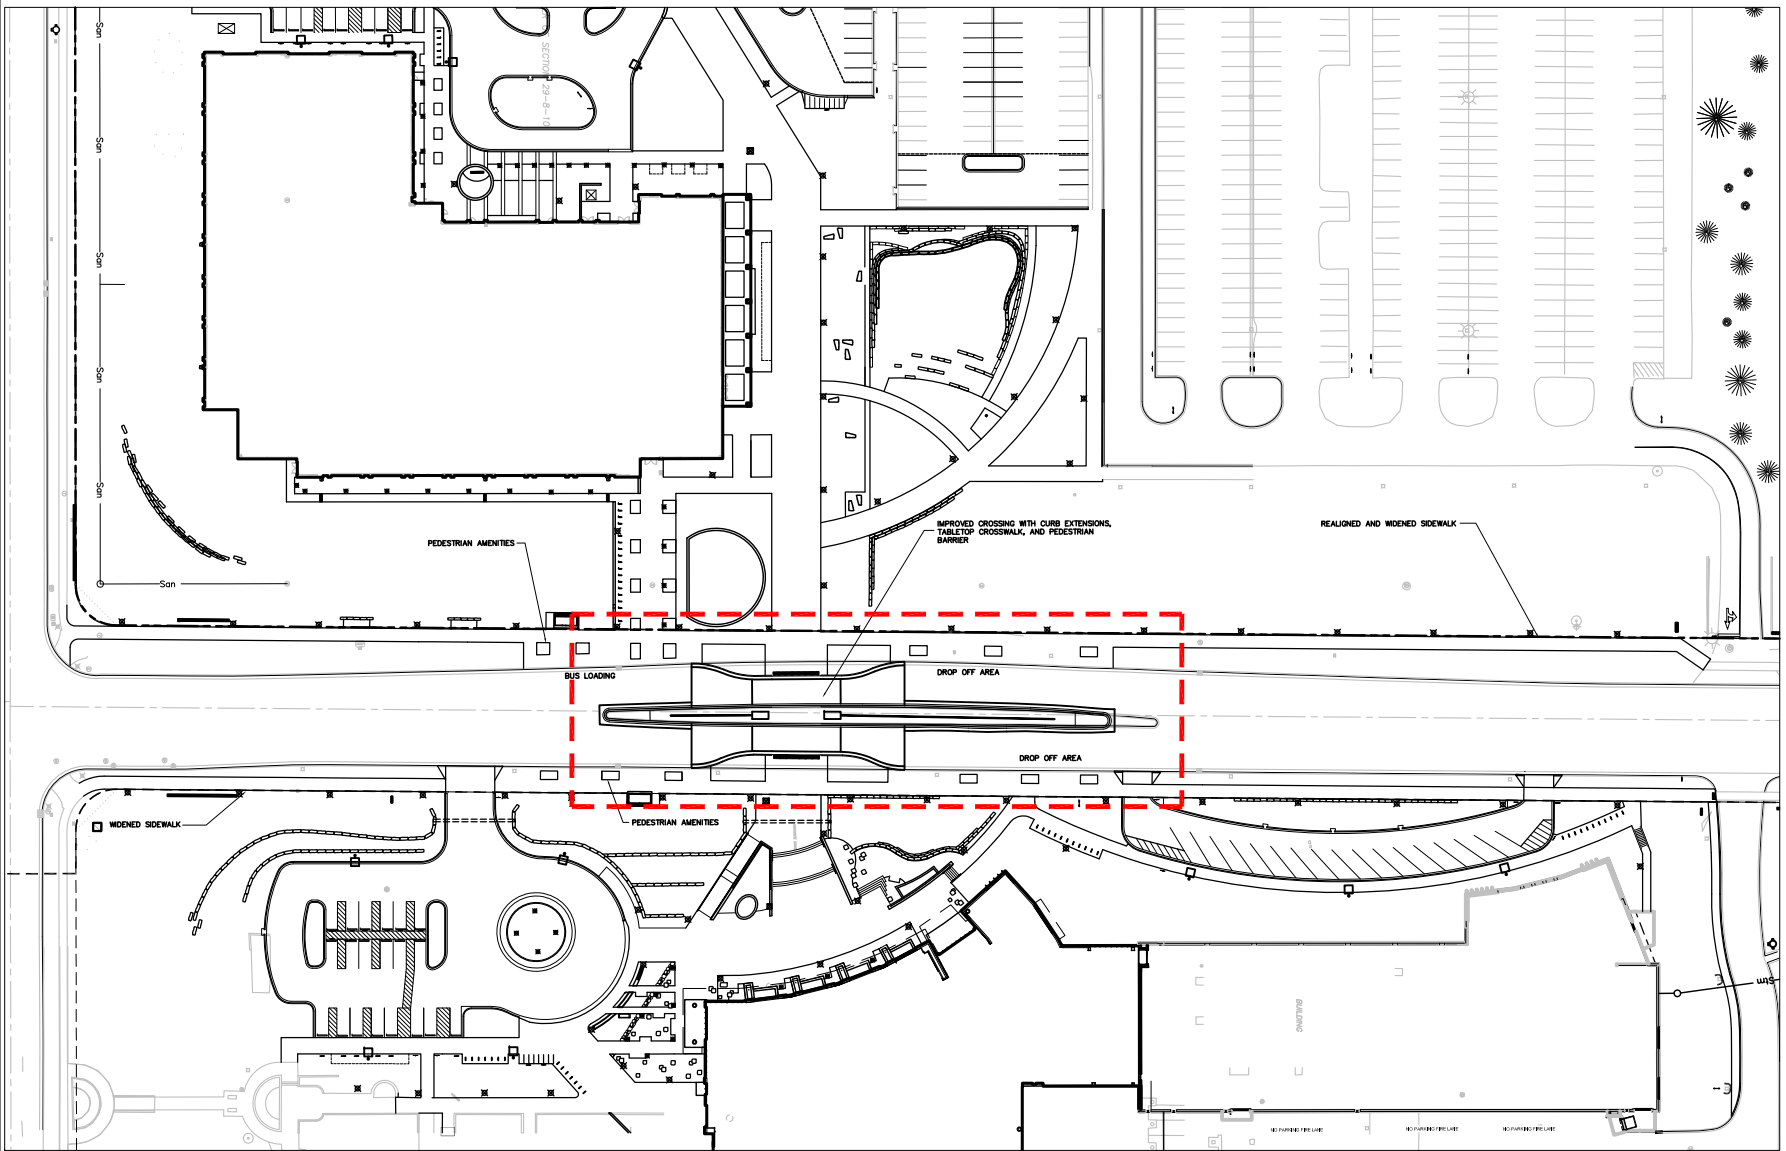 San
SECTION 29-8-10
San
San
San
San
San
PEDESTRIAN AMENITIES
IMPROVED CROSSING WITH CURB EXTENSIONS,
TABLETOP CROSSWALK, AND PEDESTRIAN
BARRIER
REALIGNED AND WIDENED SIDEWALK
BUS LOADING
DROP OFF AREA
DROP OFF AREA
WIDENED SIDEWALK
PEDESTRIAN AMENITIES
Stm
BUILDING
NO PARKING FIRE LANE
NO PARKING FIRE LANE
NO PARKING FIRE LANE